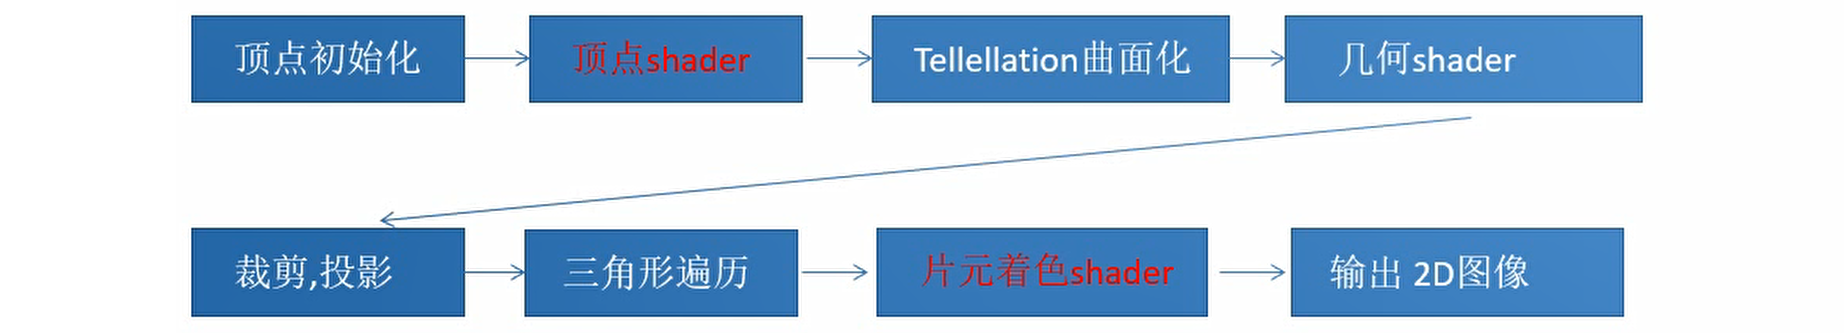 顶点初始化
顶点shader
Tellellation曲面化
几何shader
裁剪,投影
三角形遍历
片元着色shader
输出 2D图像